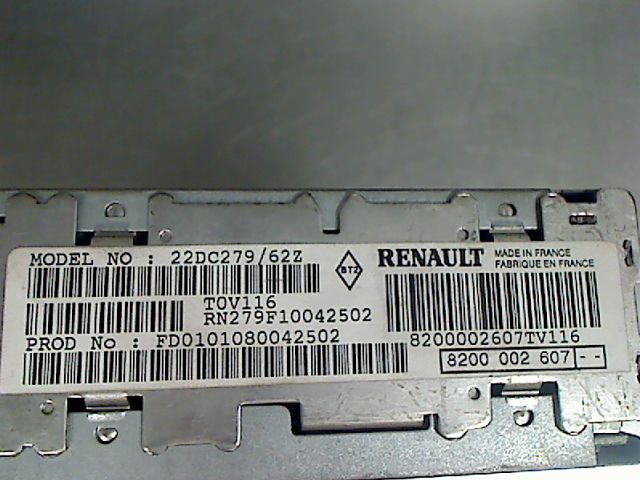 MODEL NO : 22DC279/62Z
BTZ
RENAULT
MADE IN FRANCE
FABRIQUE EN FRANCE
T0V116
RN279F10042502
PROD No : FD0101080042502
8200002607TV116
8200 002 607 --